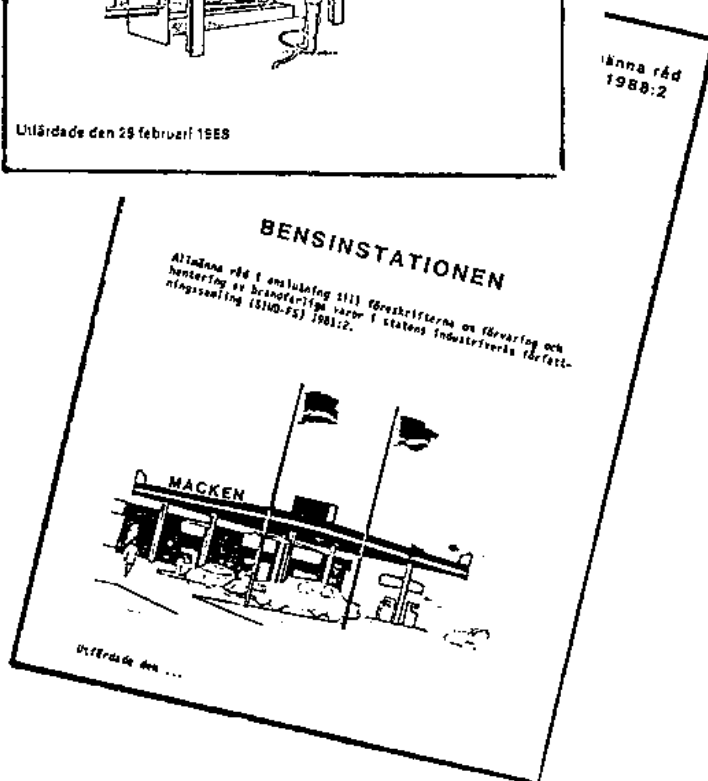 Utfärdade den 29 februari 1988
änna råd
1988:2
BENSINSTATIONEN
Allmänna råd i anslutning till föreskrifterna om förvaring och
hantering av brandfarliga varor i statens industriverks författ-
ningssamling (SIND-FS) 1981:2.
MACKEN
Utfärdade den ...